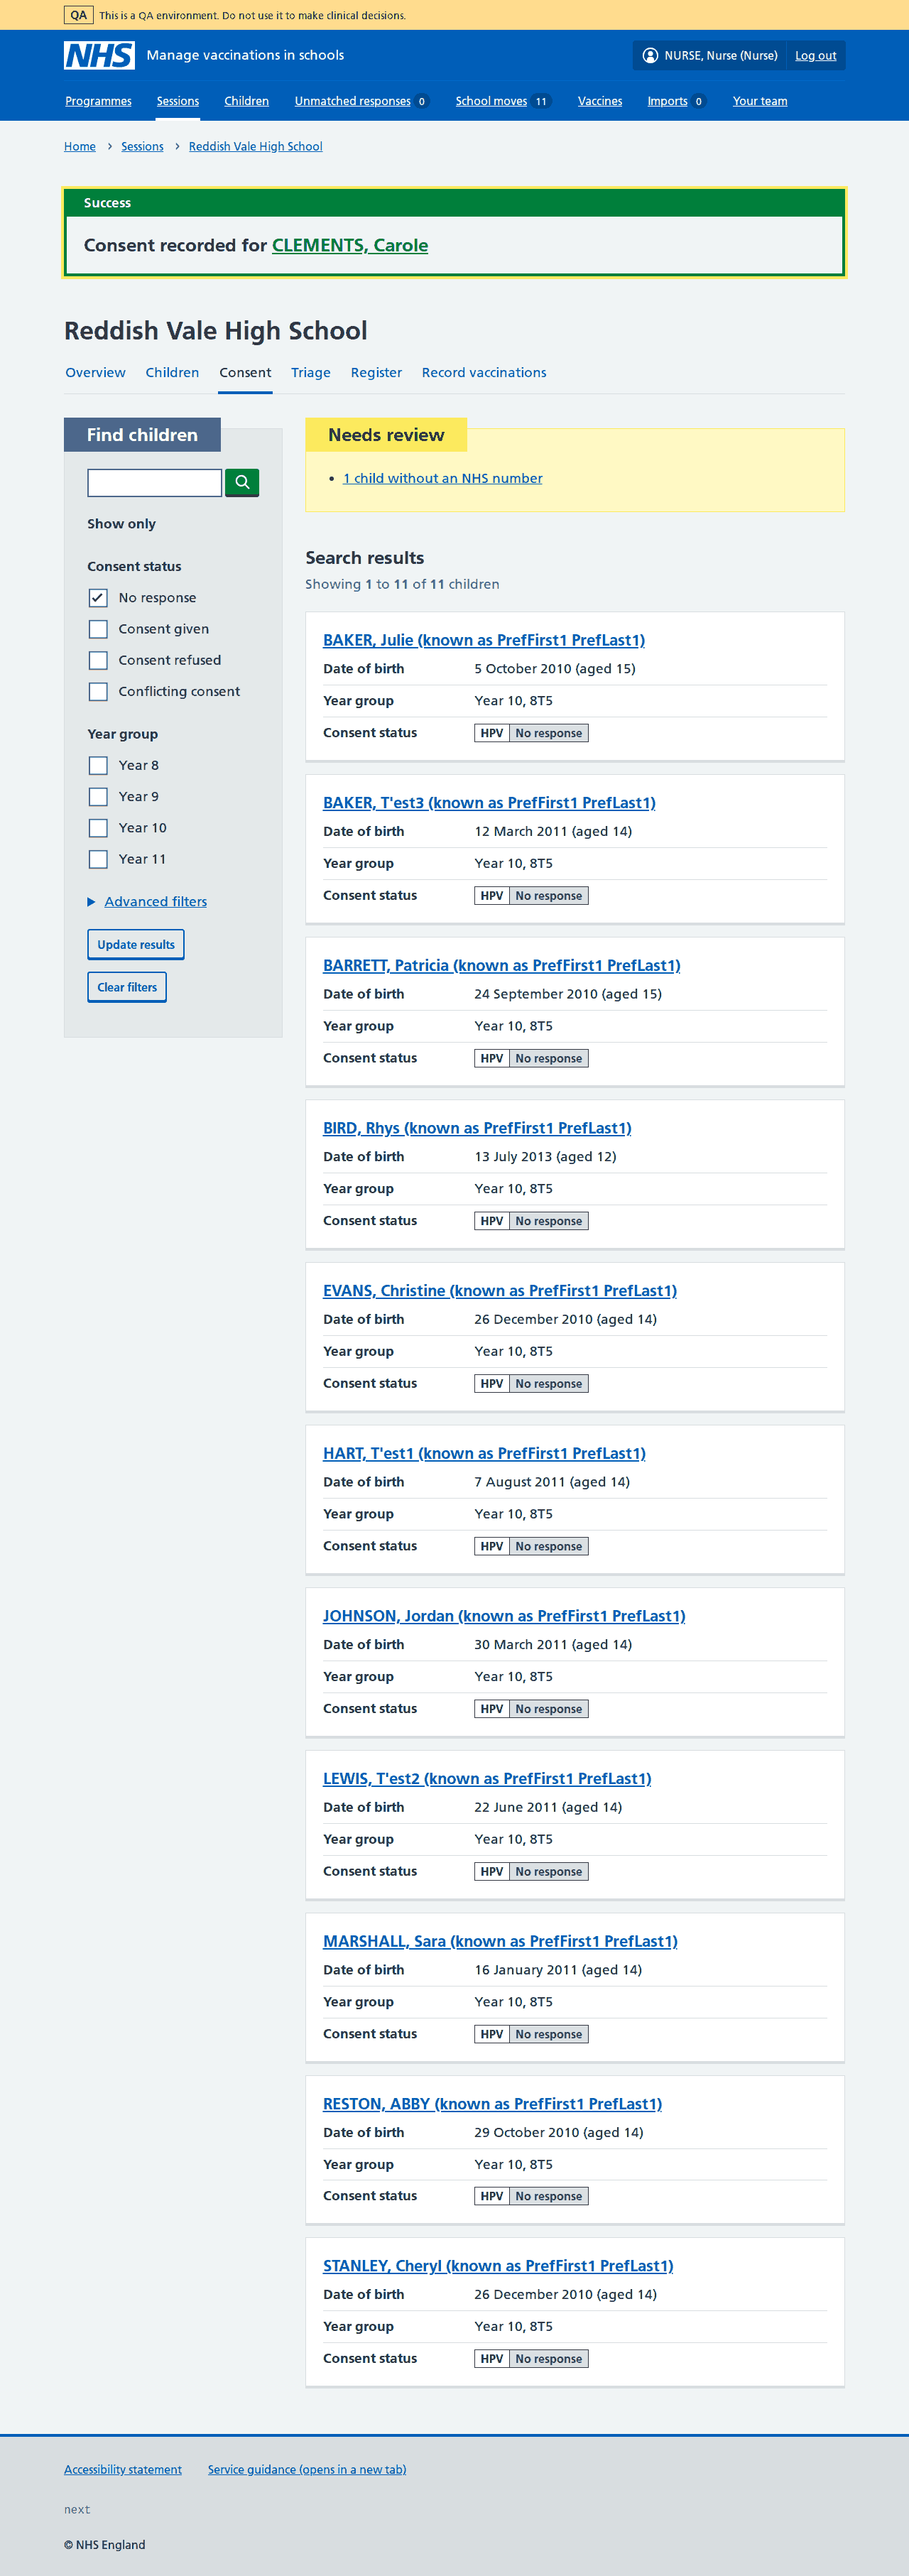 QA This is a QA environment. Do not use it to make clinical decisions.
NHS Manage vaccinations in schools NURSE, Nurse (Nurse) Log out
Programmes Sessions Children Unmatched responses 0 School moves 11 Vaccines Imports 0 Your team
Home Sessions Reddish Vale High School
Success
Consent recorded for CLEMENTS, Carole
Reddish Vale High School
Overview Children Consent Triage Register Record vaccinations
Find children
Show only
Consent status
No response
Consent given
Consent refused
Conflicting consent
Year group
Year 8
Year 9
Year 10
Year 11
Advanced filters
Update results
Clear filters
Needs review
1 child without an NHS number
Search results
Showing 1 to 11 of 11 children
BAKER, Julie (known as PrefFirst1 PrefLast1)
Date of birth 5 October 2010 (aged 15)
Year group Year 10, 8T5
Consent status HPV No response
BAKER, T'est3 (known as PrefFirst1 PrefLast1)
Date of birth 12 March 2011 (aged 14)
Year group Year 10, 8T5
Consent status HPV No response
BARRETT, Patricia (known as PrefFirst1 PrefLast1)
Date of birth 24 September 2010 (aged 15)
Year group Year 10, 8T5
Consent status HPV No response
BIRD, Rhys (known as PrefFirst1 PrefLast1)
Date of birth 13 July 2013 (aged 12)
Year group Year 10, 8T5
Consent status HPV No response
EVANS, Christine (known as PrefFirst1 PrefLast1)
Date of birth 26 December 2010 (aged 14)
Year group Year 10, 8T5
Consent status HPV No response
HART, T'est1 (known as PrefFirst1 PrefLast1)
Date of birth 7 August 2011 (aged 14)
Year group Year 10, 8T5
Consent status HPV No response
JOHNSON, Jordan (known as PrefFirst1 PrefLast1)
Date of birth 30 March 2011 (aged 14)
Year group Year 10, 8T5
Consent status HPV No response
LEWIS, T'est2 (known as PrefFirst1 PrefLast1)
Date of birth 22 June 2011 (aged 14)
Year group Year 10, 8T5
Consent status HPV No response
MARSHALL, Sara (known as PrefFirst1 PrefLast1)
Date of birth 16 January 2011 (aged 14)
Year group Year 10, 8T5
Consent status HPV No response
RESTON, ABBY (known as PrefFirst1 PrefLast1)
Date of birth 29 October 2010 (aged 14)
Year group Year 10, 8T5
Consent status HPV No response
STANLEY, Cheryl (known as PrefFirst1 PrefLast1)
Date of birth 26 December 2010 (aged 14)
Year group Year 10, 8T5
Consent status HPV No response
Accessibility statement Service guidance (opens in a new tab)
next
© NHS England